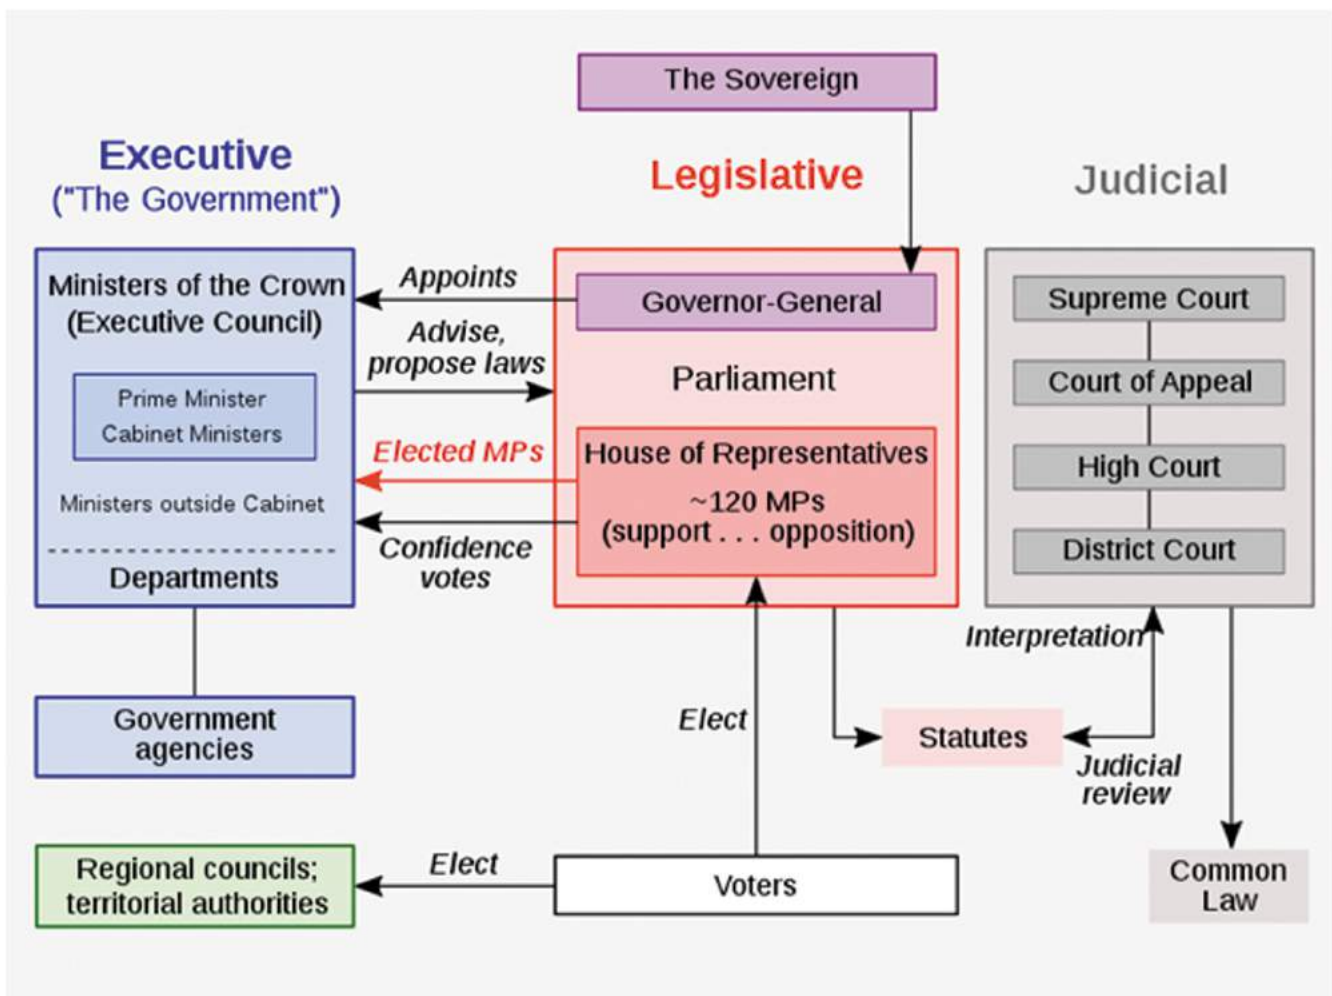 The Sovereign
Executive
("The Government")
Legislative
Judicial
Ministers of the Crown
(Executive Council)
Prime Minister
Cabinet Ministers
Ministers outside Cabinet
Departments
Appoints
Advise,
propose laws
Elected MPs
Confidence
votes
Governor-General
Parliament
House of Representatives
~120 MPs
(support . . . opposition)
Supreme Court
Court of Appeal
High Court
District Court
Interpretation
Government
agencies
Elect
Statutes
Judicial
review
Regional councils;
territorial authorities
Elect
Voters
Common
Law